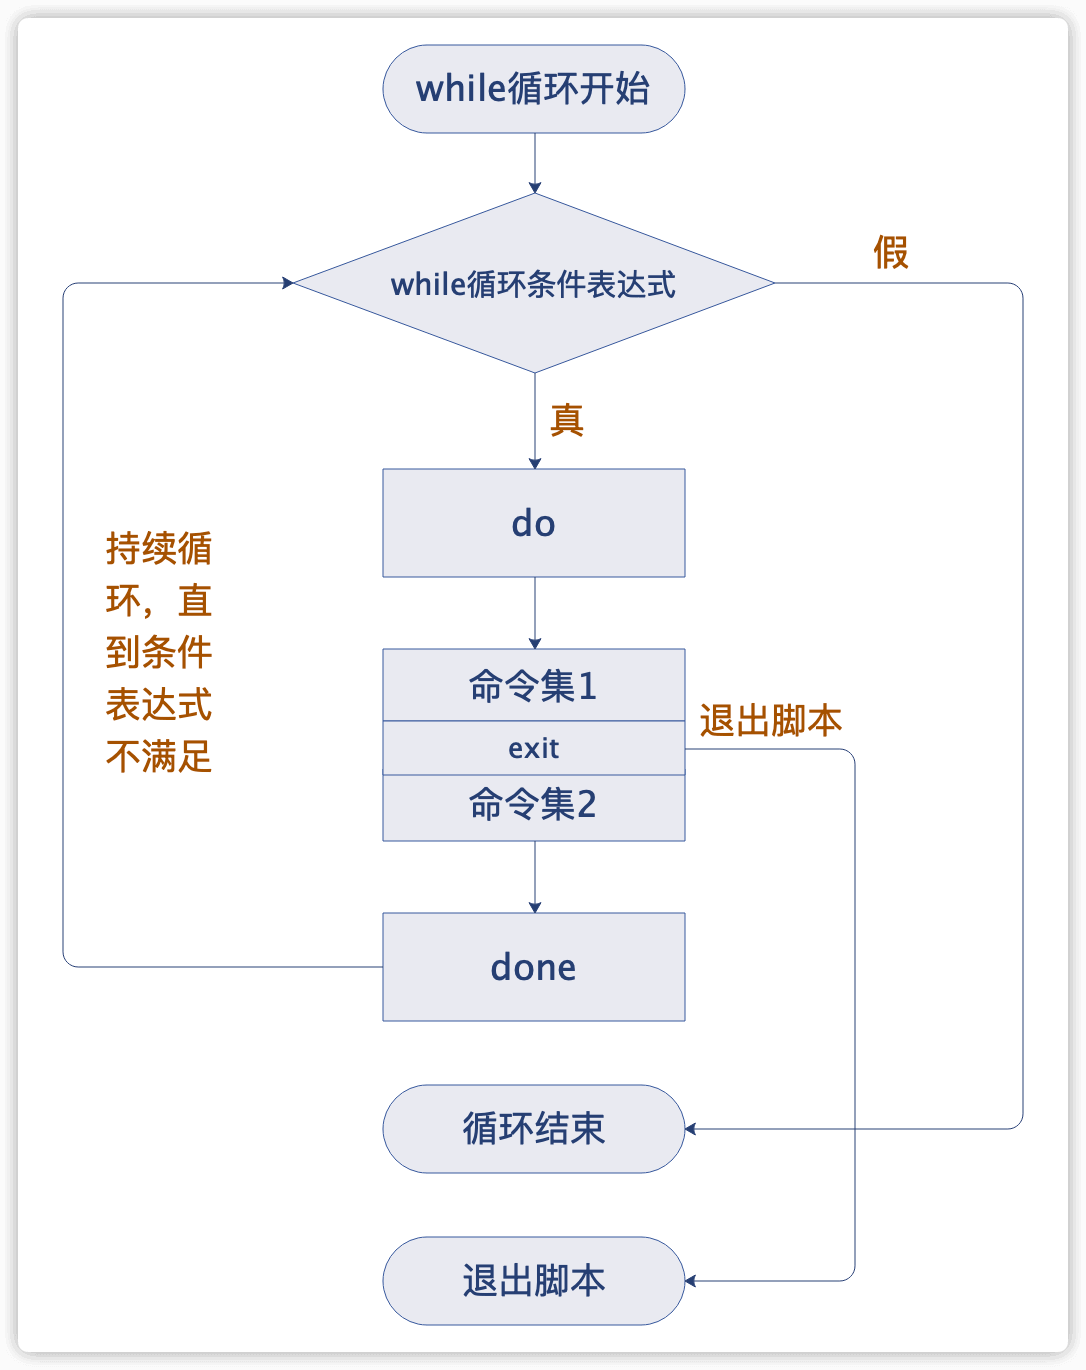 while循环开始
假
while循环条件表达式
真
do
持续循
环，直
到条件
表达式
不满足
命令集1
退出脚本
exit
命令集2
done
循环结束
退出脚本